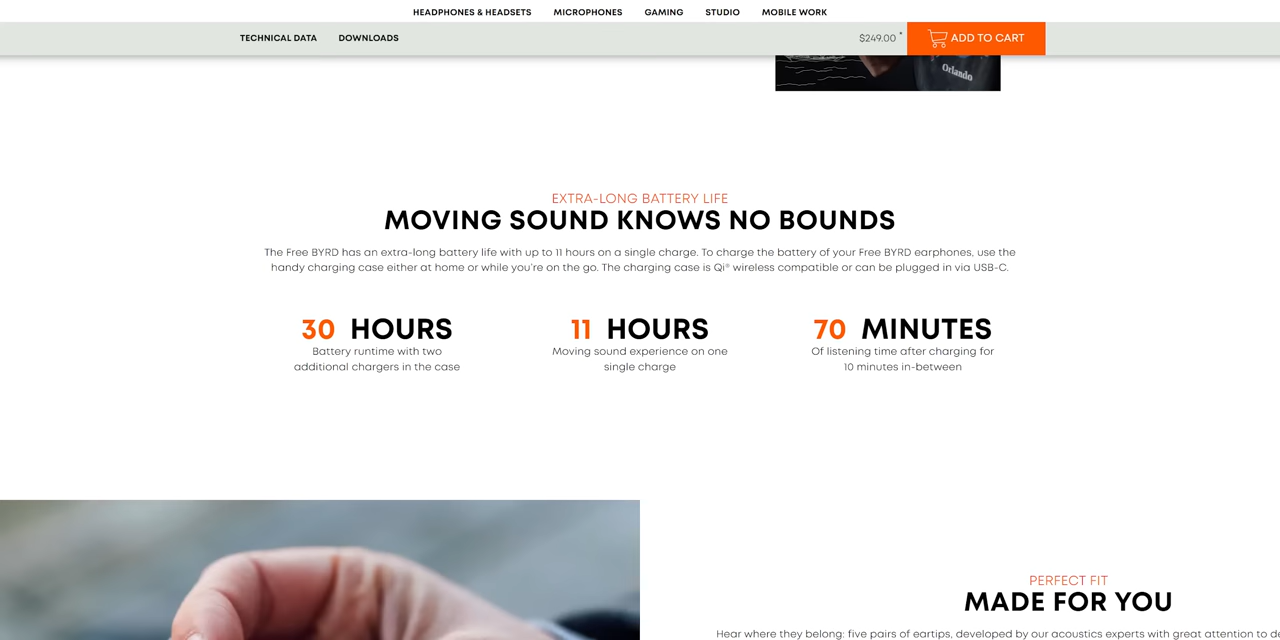 HEADPHONES & HEADSETS MICROPHONES GAMING STUDIO MOBILE WORK
TECHNICAL DATA DOWNLOADS $249.00 * ADD TO CART
Orlando
EXTRA-LONG BATTERY LIFE
MOVING SOUND KNOWS NO BOUNDS
The Free BYRD has an extra-long battery life with up to 11 hours on a single charge. To charge the battery of your Free BYRD earphones, use the
handy charging case either at home or while you're on the go. The charging case is Qi® wireless compatible or can be plugged in via USB-C.
30 HOURS 11 HOURS 70 MINUTES
Battery runtime with two Moving sound experience on one Of listening time after charging for
additional chargers in the case single charge 10 minutes in-between
PERFECT FIT
MADE FOR YOU
Hear where they belong: five pairs of eartips, developed by our acoustics experts with great attention to